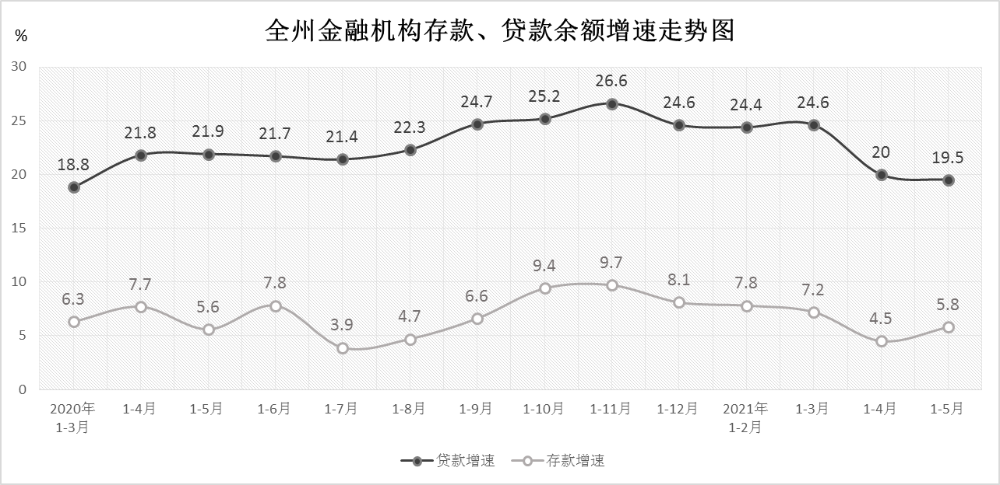 全州金融机构存款、贷款余额增速走势图
%
30
25
20
15
10
5
0
18.8
21.8
21.9
21.7
21.4
22.3
24.7
25.2
26.6
24.6
24.4
24.6
20
19.5
6.3
7.7
5.6
7.8
3.9
4.7
6.6
9.4
9.7
8.1
7.8
7.2
4.5
5.8
2020年
1-3月
1-4月
1-5月
1-6月
1-7月
1-8月
1-9月
1-10月
1-11月
1-12月
2021年
1-2月
1-3月
1-4月
1-5月
贷款增速
存款增速